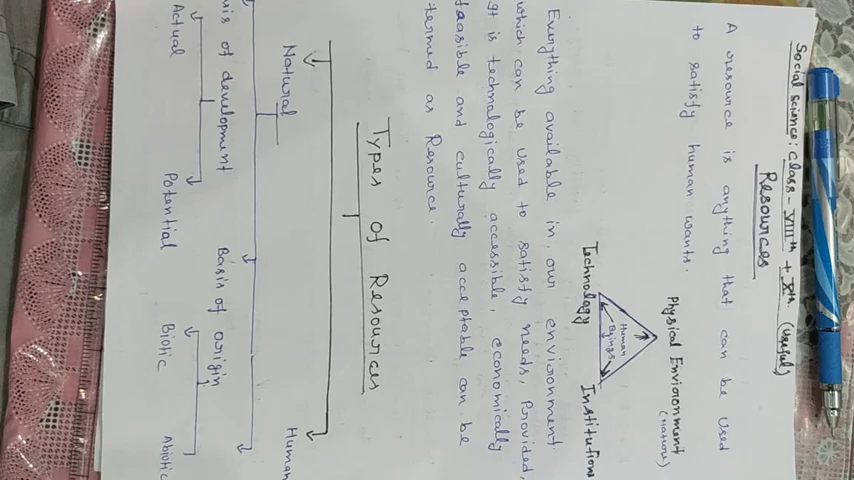 Social science: Class - VIIIth + Xth (Useful)
Resources
A resource is anything that can be used
to satisfy human wants.
Physical Environment
(Nature)
Human
Beings
Technology Institutions
Everything available in our environment
which can be used to satisfy needs, Provided,
It is technologically accessible, economically
feasible and culturally acceptable can be
termed as Resource.
Types of Resources
Natural Human
of development Basis of origin
Actual Potential Biotic Abiotic